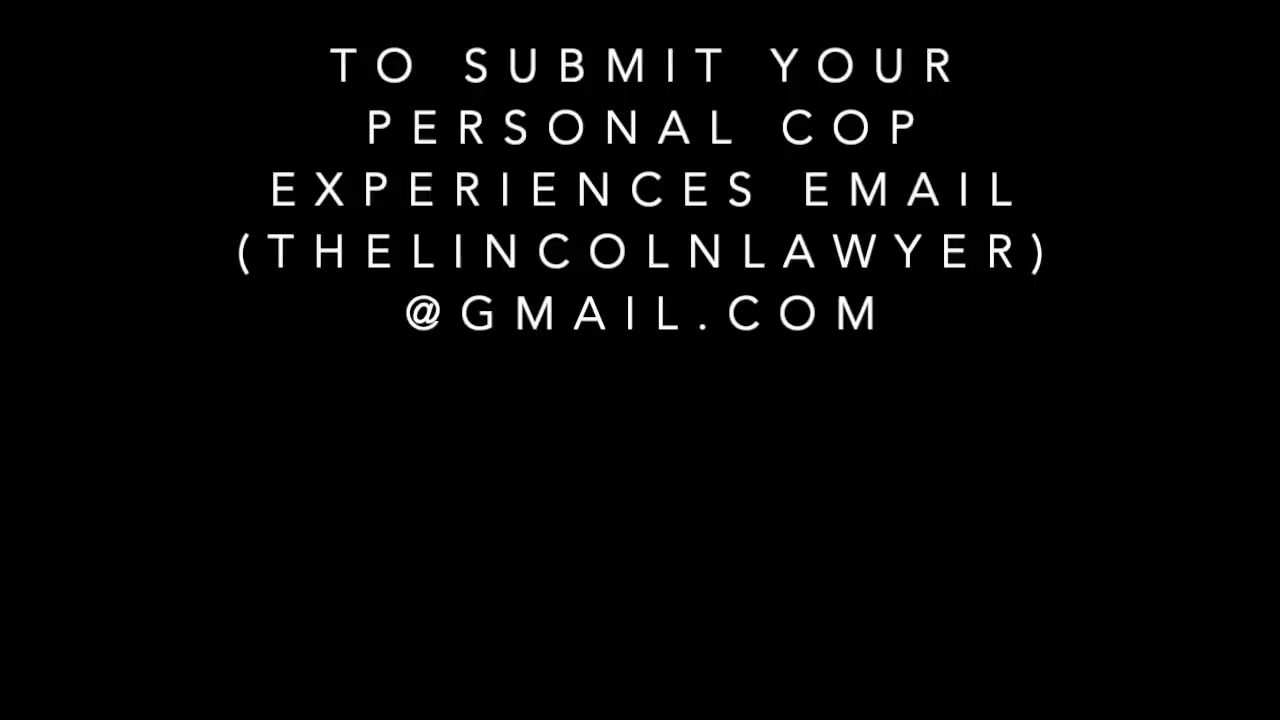 TO SUBMIT YOUR
PERSONAL COP
EXPERIENCES EMAIL
(THELINCOLNLAWYER)
@GMAIL.COM